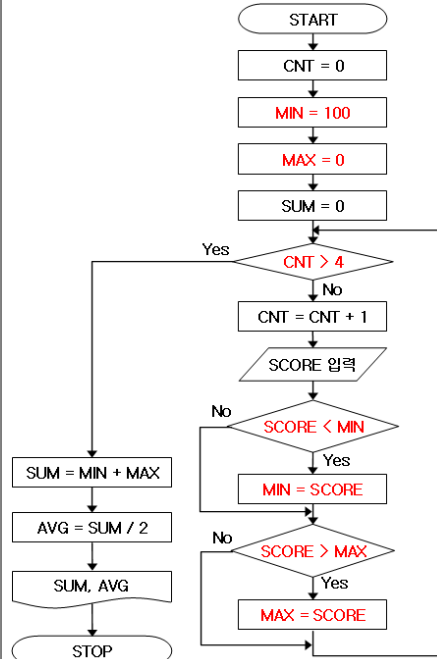 START
CNT = 0
MIN = 100
MAX = 0
SUM = 0
Yes
CNT > 4
No
CNT = CNT + 1
SCORE 입력
No
SCORE < MIN
Yes
MIN = SCORE
No
SCORE > MAX
Yes
MAX = SCORE
SUM = MIN + MAX
AVG = SUM / 2
SUM, AVG
STOP